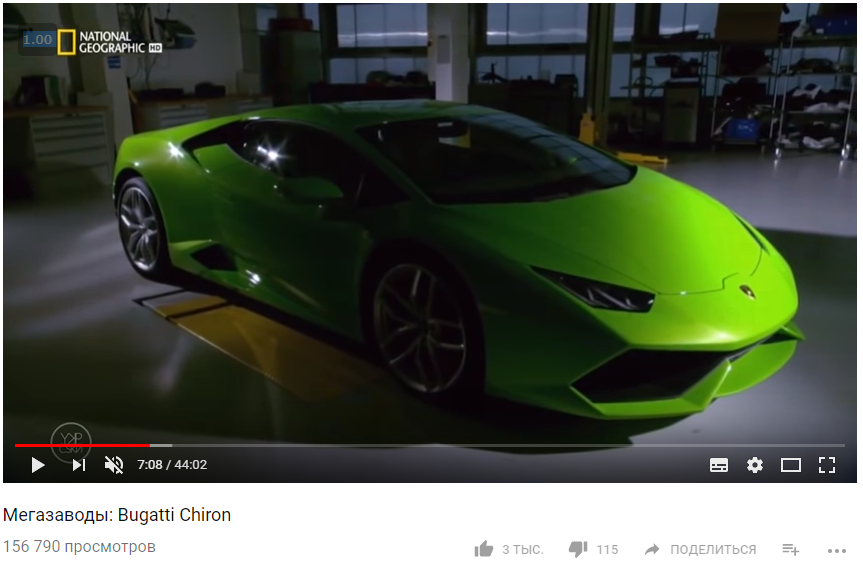 1.00
NATIONAL
GEOGRAPHIC HD
7:08 / 44:02
Мегазаводы: Bugatti Chiron
156 790 просмотров
3 ТЫС.
115
ПОДЕЛИТЬСЯ